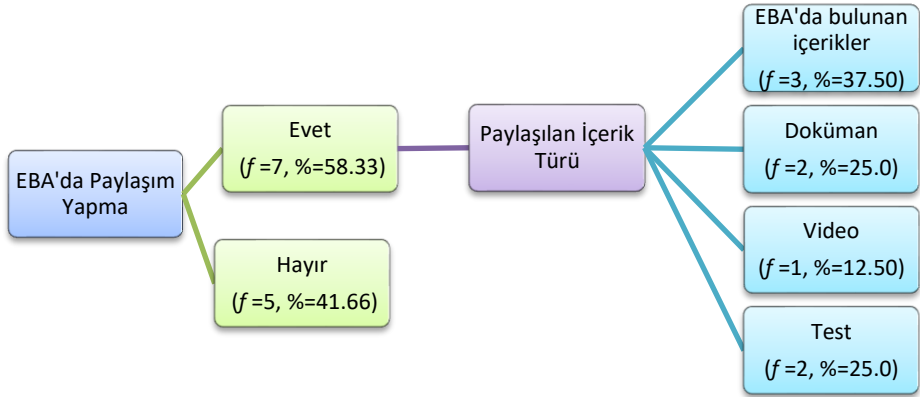 EBA'da Paylaşım
Yapma
Evet
(f =7, %=58.33)
Hayır
(f =5, %=41.66)
Paylaşılan İçerik
Türü
EBA'da bulunan
içerikler
(f =3, %=37.50)
Doküman
(f =2, %=25.0)
Video
(f =1, %=12.50)
Test
(f =2, %=25.0)